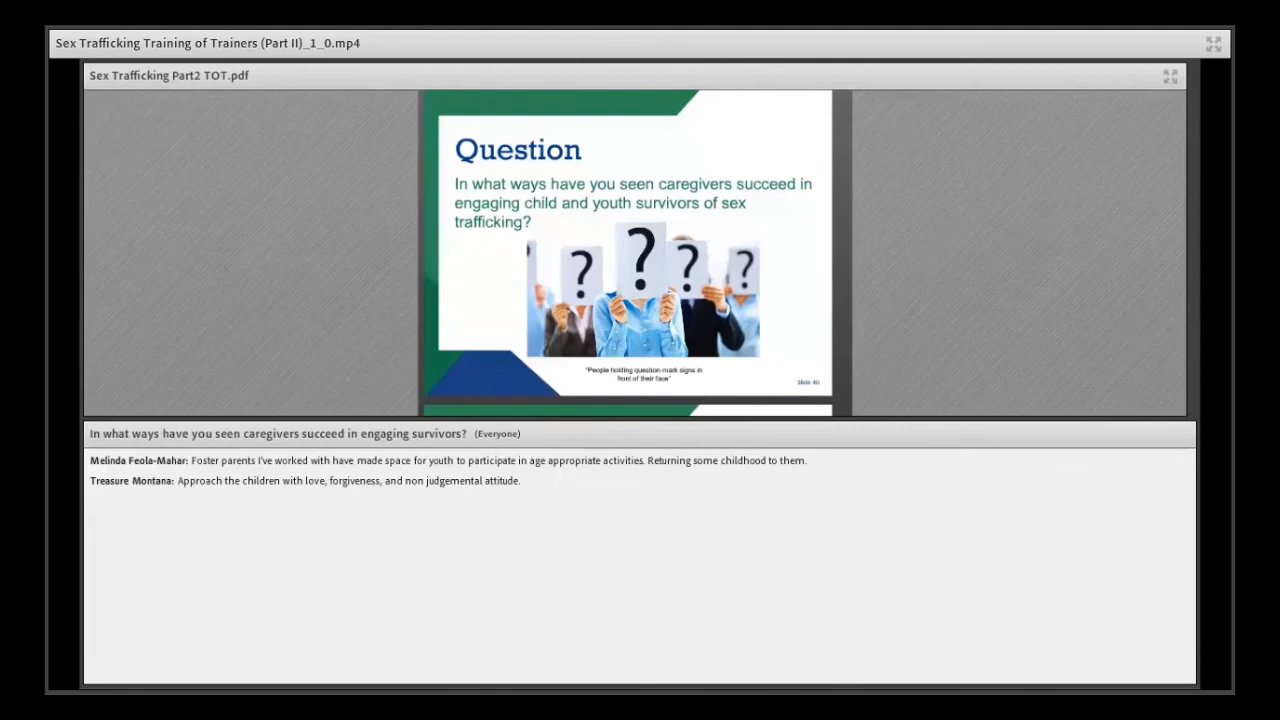 Sex Trafficking Training of Trainers (Part II)_1_0.mp4
Sex Trafficking Part2 TOT.pdf
Question
In what ways have you seen caregivers succeed in
engaging child and youth survivors of sex
trafficking?
? ? ? ?
"People holding question-mark signs in
front of their face"
Slide 40
In what ways have you seen caregivers succeed in engaging survivors? (Everyone)
Melinda Feola-Mahar: Foster parents I've worked with have made space for youth to participate in age appropriate activities. Returning some childhood to them.
Treasure Montana: Approach the children with love, forgiveness, and non judgemental attitude.